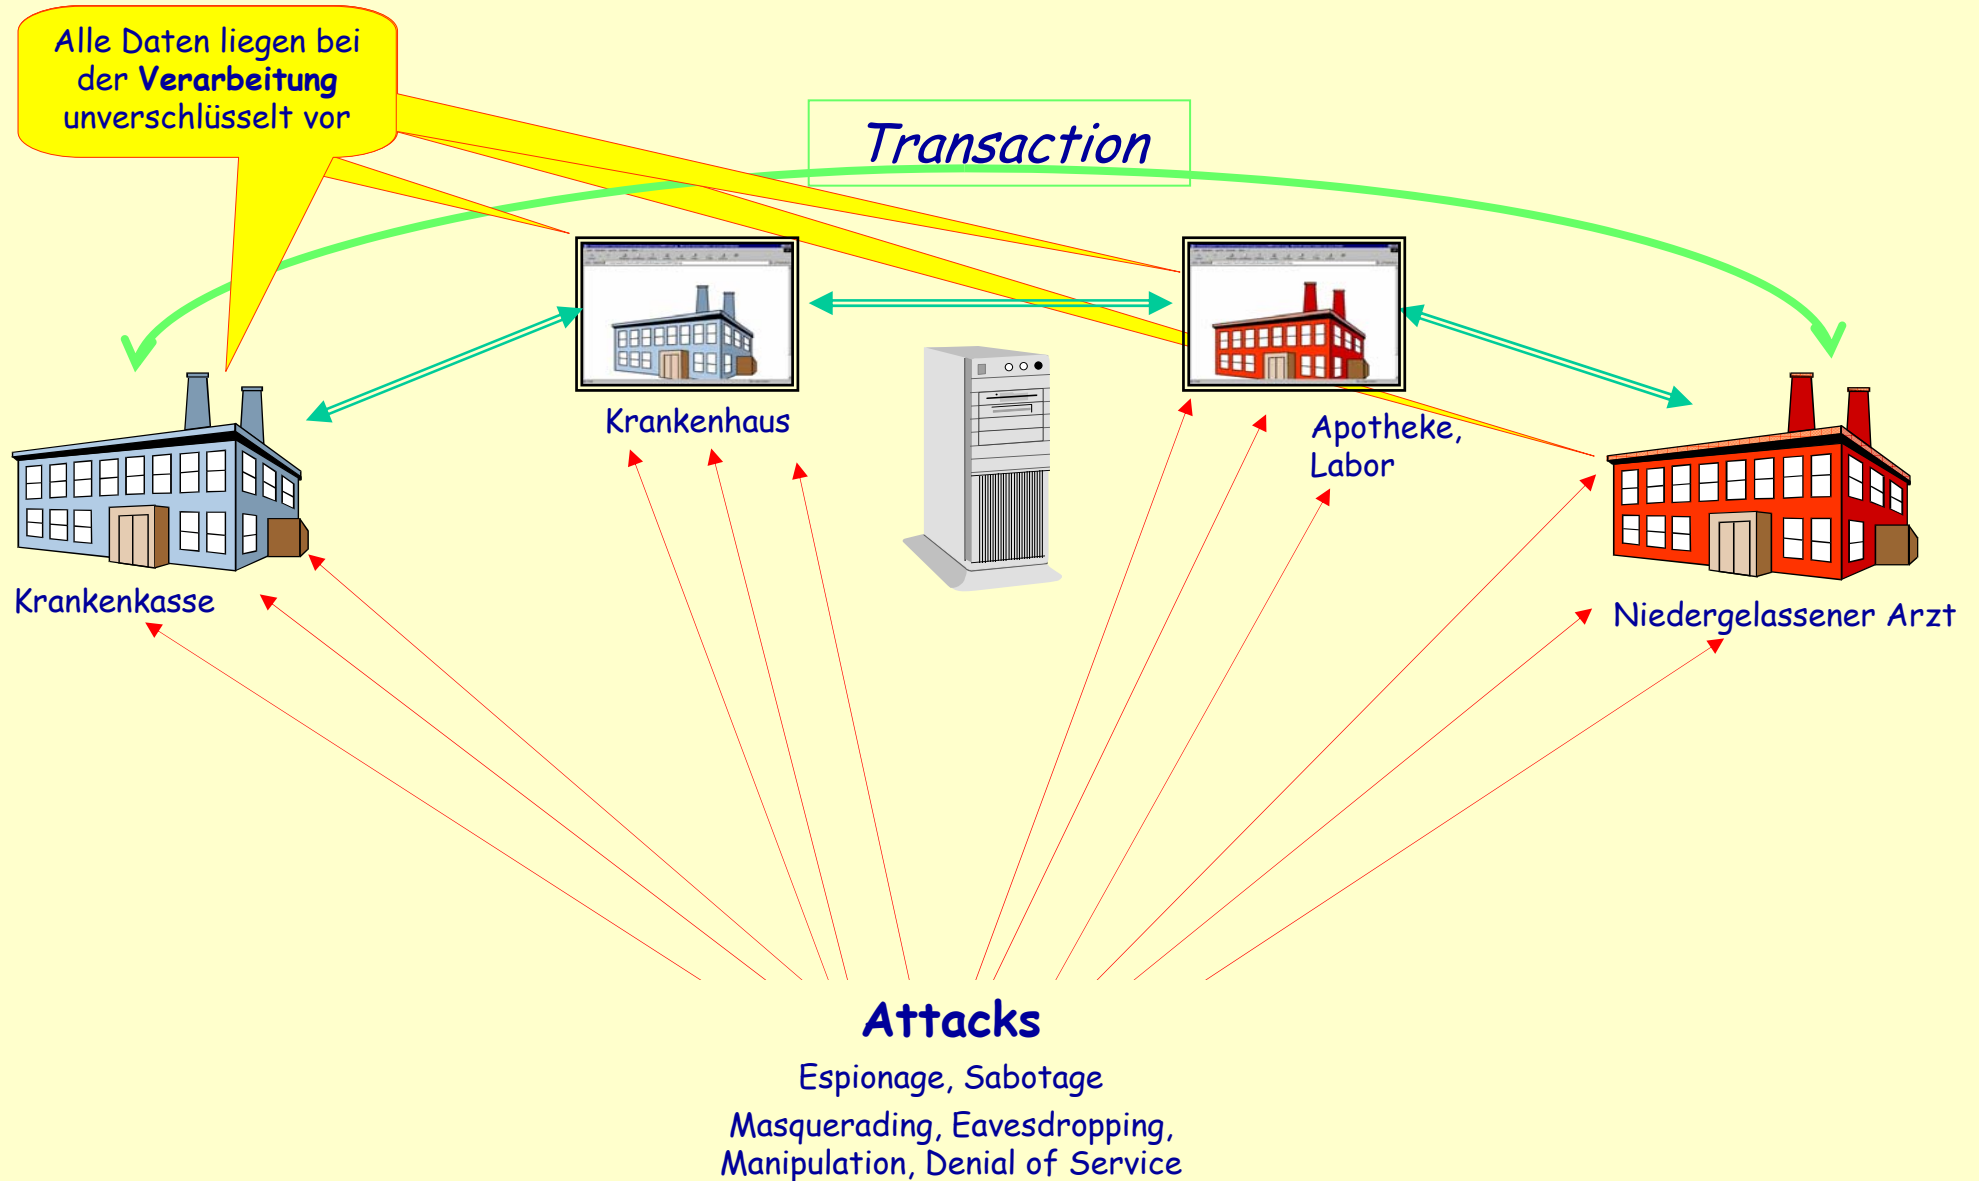 Alle Daten liegen bei
der Verarbeitung
unverschlüsselt vor
Transaction
Krankenhaus
Apotheke,
Labor
Krankenkasse
Niedergelassener Arzt
Attacks
Espionage, Sabotage
Masquerading, Eavesdropping,
Manipulation, Denial of Service